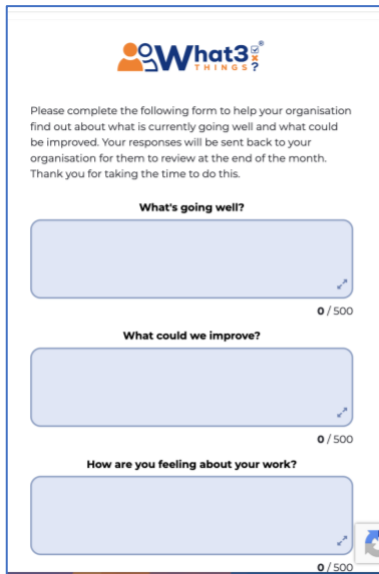 What3
THINGS?
Please complete the following form to help your organisation
find out about what is currently going well and what could
be improved. Your responses will be sent back to your
organisation for them to review at the end of the month.
Thank you for taking the time to do this.
What's going well?
0 / 500
What could we improve?
0 / 500
How are you feeling about your work?
0 / 500